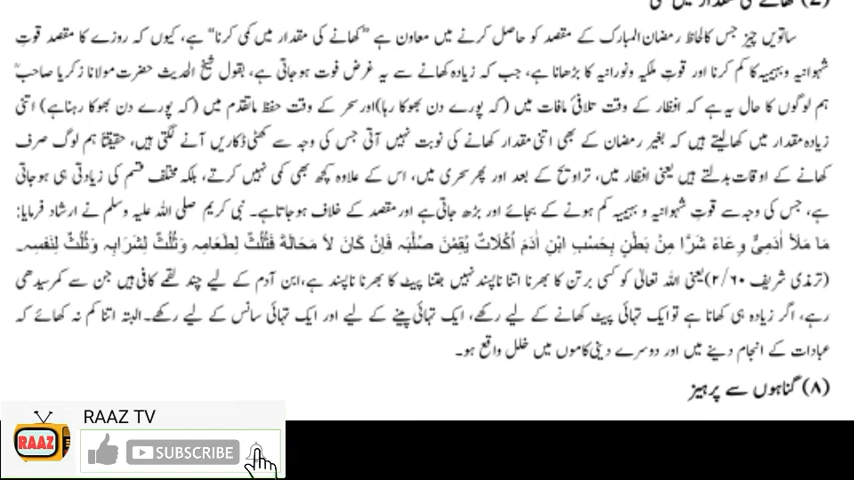 (۷) کھانے کی مقدار میں کمی
ساتویں چیز جس کا لحاظ رمضان المبارک کے مقصد کو حاصل کرنے میں معاون ہے ”کھانے کی مقدار میں کمی کرنا“ ہے، کیوں کہ روزے کا مقصد قوتِ
شہوانیہ و بہیمیہ کا کم کرنا اور قوتِ ملکیہ و نورانیہ کا بڑھانا ہے، جب کہ زیادہ کھانے سے یہ غرض فوت ہو جاتی ہے، بقول شیخ الحدیث حضرت مولانا زکریا صاحبؒ
ہم لوگوں کا حال یہ ہے کہ افطار کے وقت تلافیٔ مافات میں (کہ پورے دن بھوکا رہا) اور سحر کے وقت حفظ ماتقدم میں (کہ پورے دن بھوکا رہنا ہے) اتنی
زیادہ مقدار میں کھا لیتے ہیں کہ بغیر رمضان کے بھی اتنی مقدار کھانے کی نوبت نہیں آتی جس کی وجہ سے کھٹی ڈکاریں آنے لگتی ہیں، حقیقتاً ہم لوگ صرف
کھانے کے اوقات بدلتے ہیں یعنی افطار میں، تراویح کے بعد اور پھر سحری میں، اس کے علاوہ کچھ بھی کمی نہیں کرتے، بلکہ مختلف قسم کی زیادتی ہی ہو جاتی
ہے، جس کی وجہ سے قوتِ شہوانیہ و بہیمیہ کم ہونے کے بجائے اور بڑھ جاتی ہے اور مقصد کے خلاف ہو جاتا ہے۔ نبی کریم صلی اللہ علیہ وسلم نے ارشاد فرمایا:
مَا مَلَأَ اٰدَمِیٌّ وِعَاءً شَرًّا مِنْ بَطْنٍ بِحَسْبِ ابْنِ اٰدَمَ اُکُلَاتٌ یُقِمْنَ صُلْبَہٗ فَاِنْ کَانَ لَا مَحَالَةَ فَثُلُثٌ لِطَعَامِہٖ وَثُلُثٌ لِشَرَابِہٖ وَثُلُثٌ لِنَفَسِہٖ۔
(ترمذی شریف ۲/۶۰) یعنی اللہ تعالیٰ کو کسی برتن کا بھرنا اتنا ناپسند نہیں جتنا پیٹ کا بھرنا ناپسند ہے، ابن آدم کے لیے چند لقمے کافی ہیں جن سے کمر سیدھی
رہے، اگر زیادہ ہی کھانا ہے تو ایک تہائی پیٹ کھانے کے لیے رکھے، ایک تہائی پینے کے لیے اور ایک تہائی سانس کے لیے رکھے۔ البتہ اتنا کم نہ کھائے کہ
عبادات کے انجام دینے میں اور دوسرے دینی کاموں میں خلل واقع ہو۔
(۸) گناہوں سے پرہیز
RAAZ TV
RAAZ
SUBSCRIBE